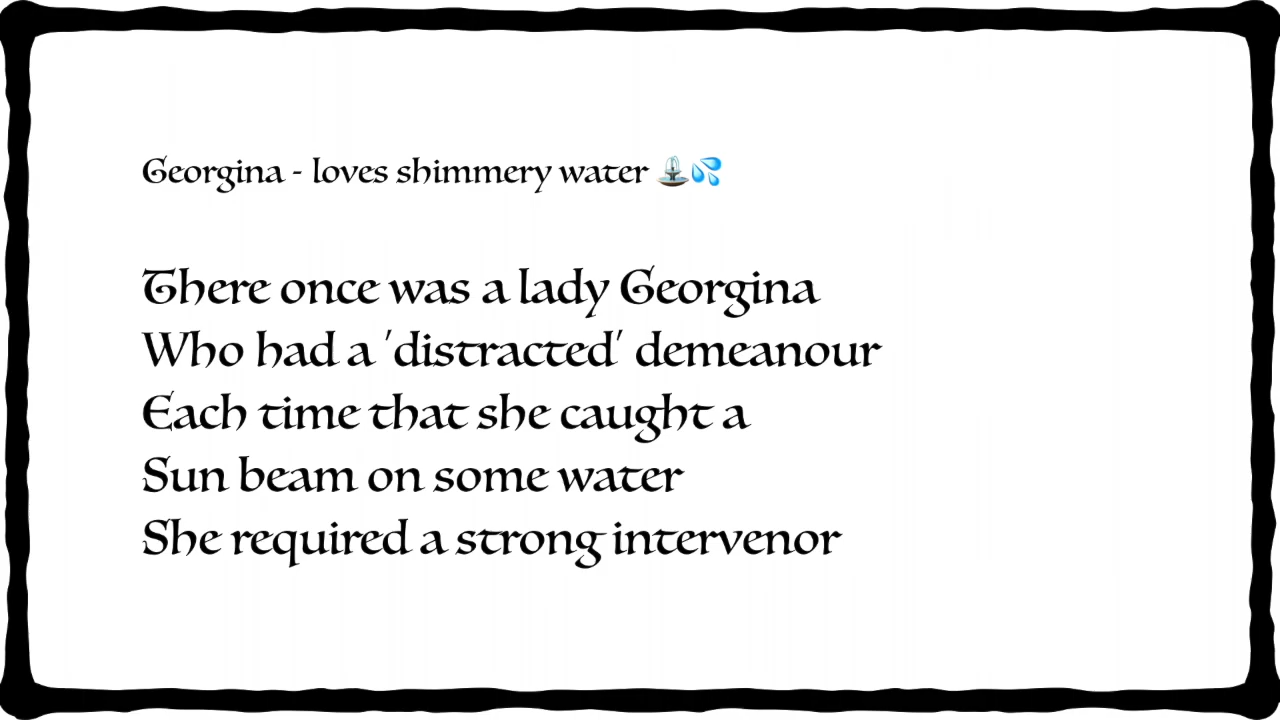 Georgina - loves shimmery water ⛲💦
There once was a lady Georgina
Who had a 'distracted' demeanour
Each time that she caught a
Sun beam on some water
She required a strong intervenor